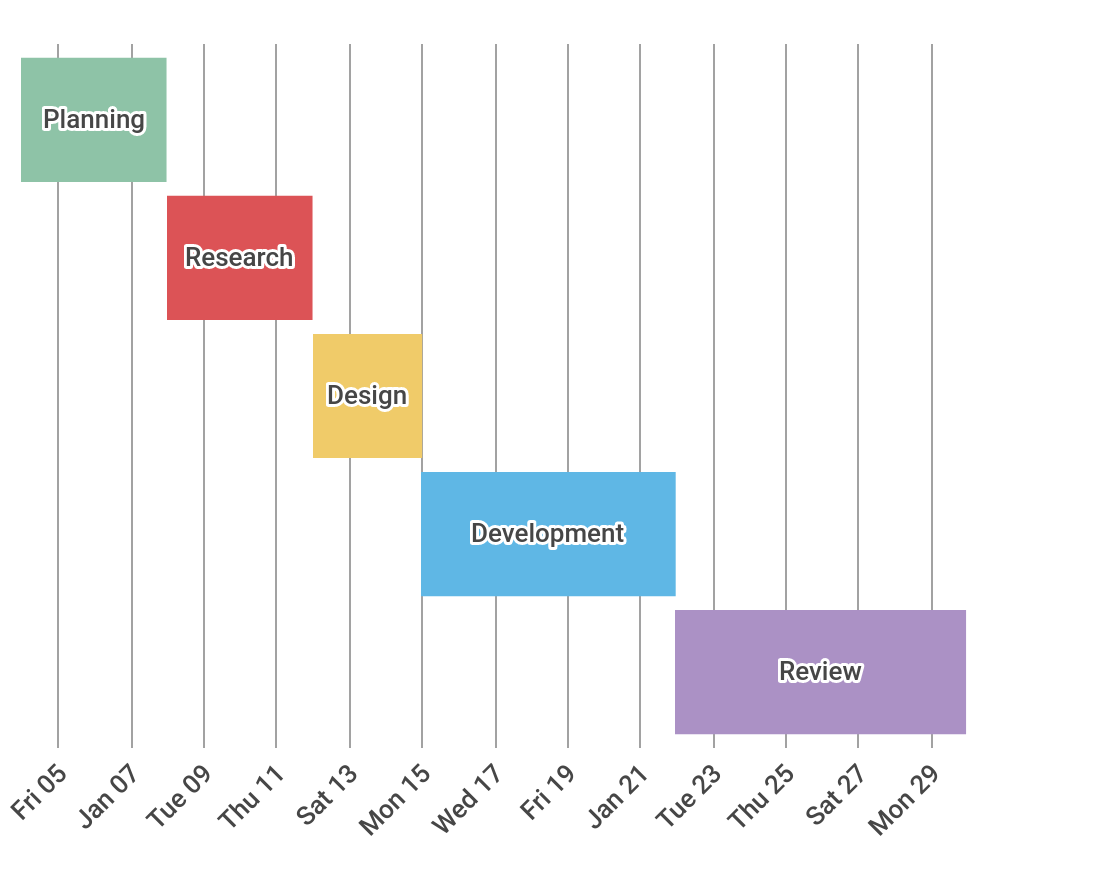 Planning
Research
Design
Development
Review
Fri 05
Jan 07
Tue 09
Thu 11
Sat 13
Mon 15
Wed 17
Fri 19
Jan 21
Tue 23
Thu 25
Sat 27
Mon 29